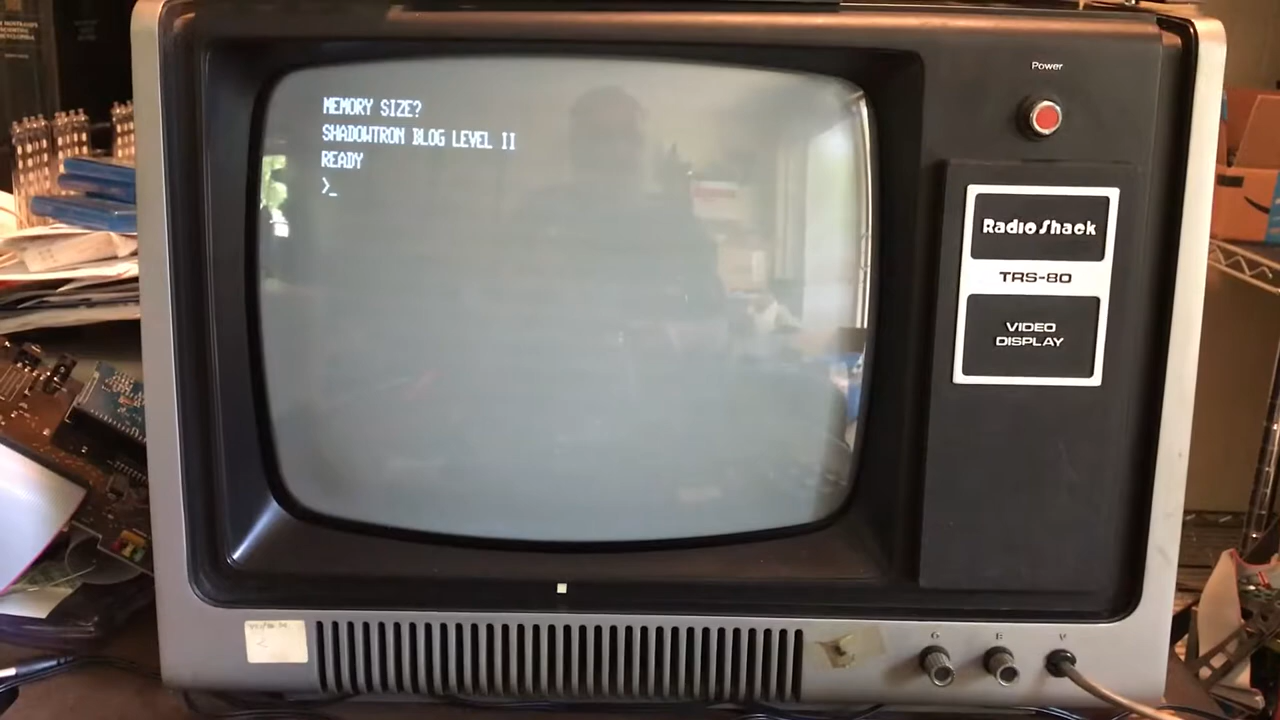 MEMORY SIZE?
SHADOWTRON BLOG LEVEL II
READY
>_
Power
Radio Shack
TRS-80
VIDEO
DISPLAY